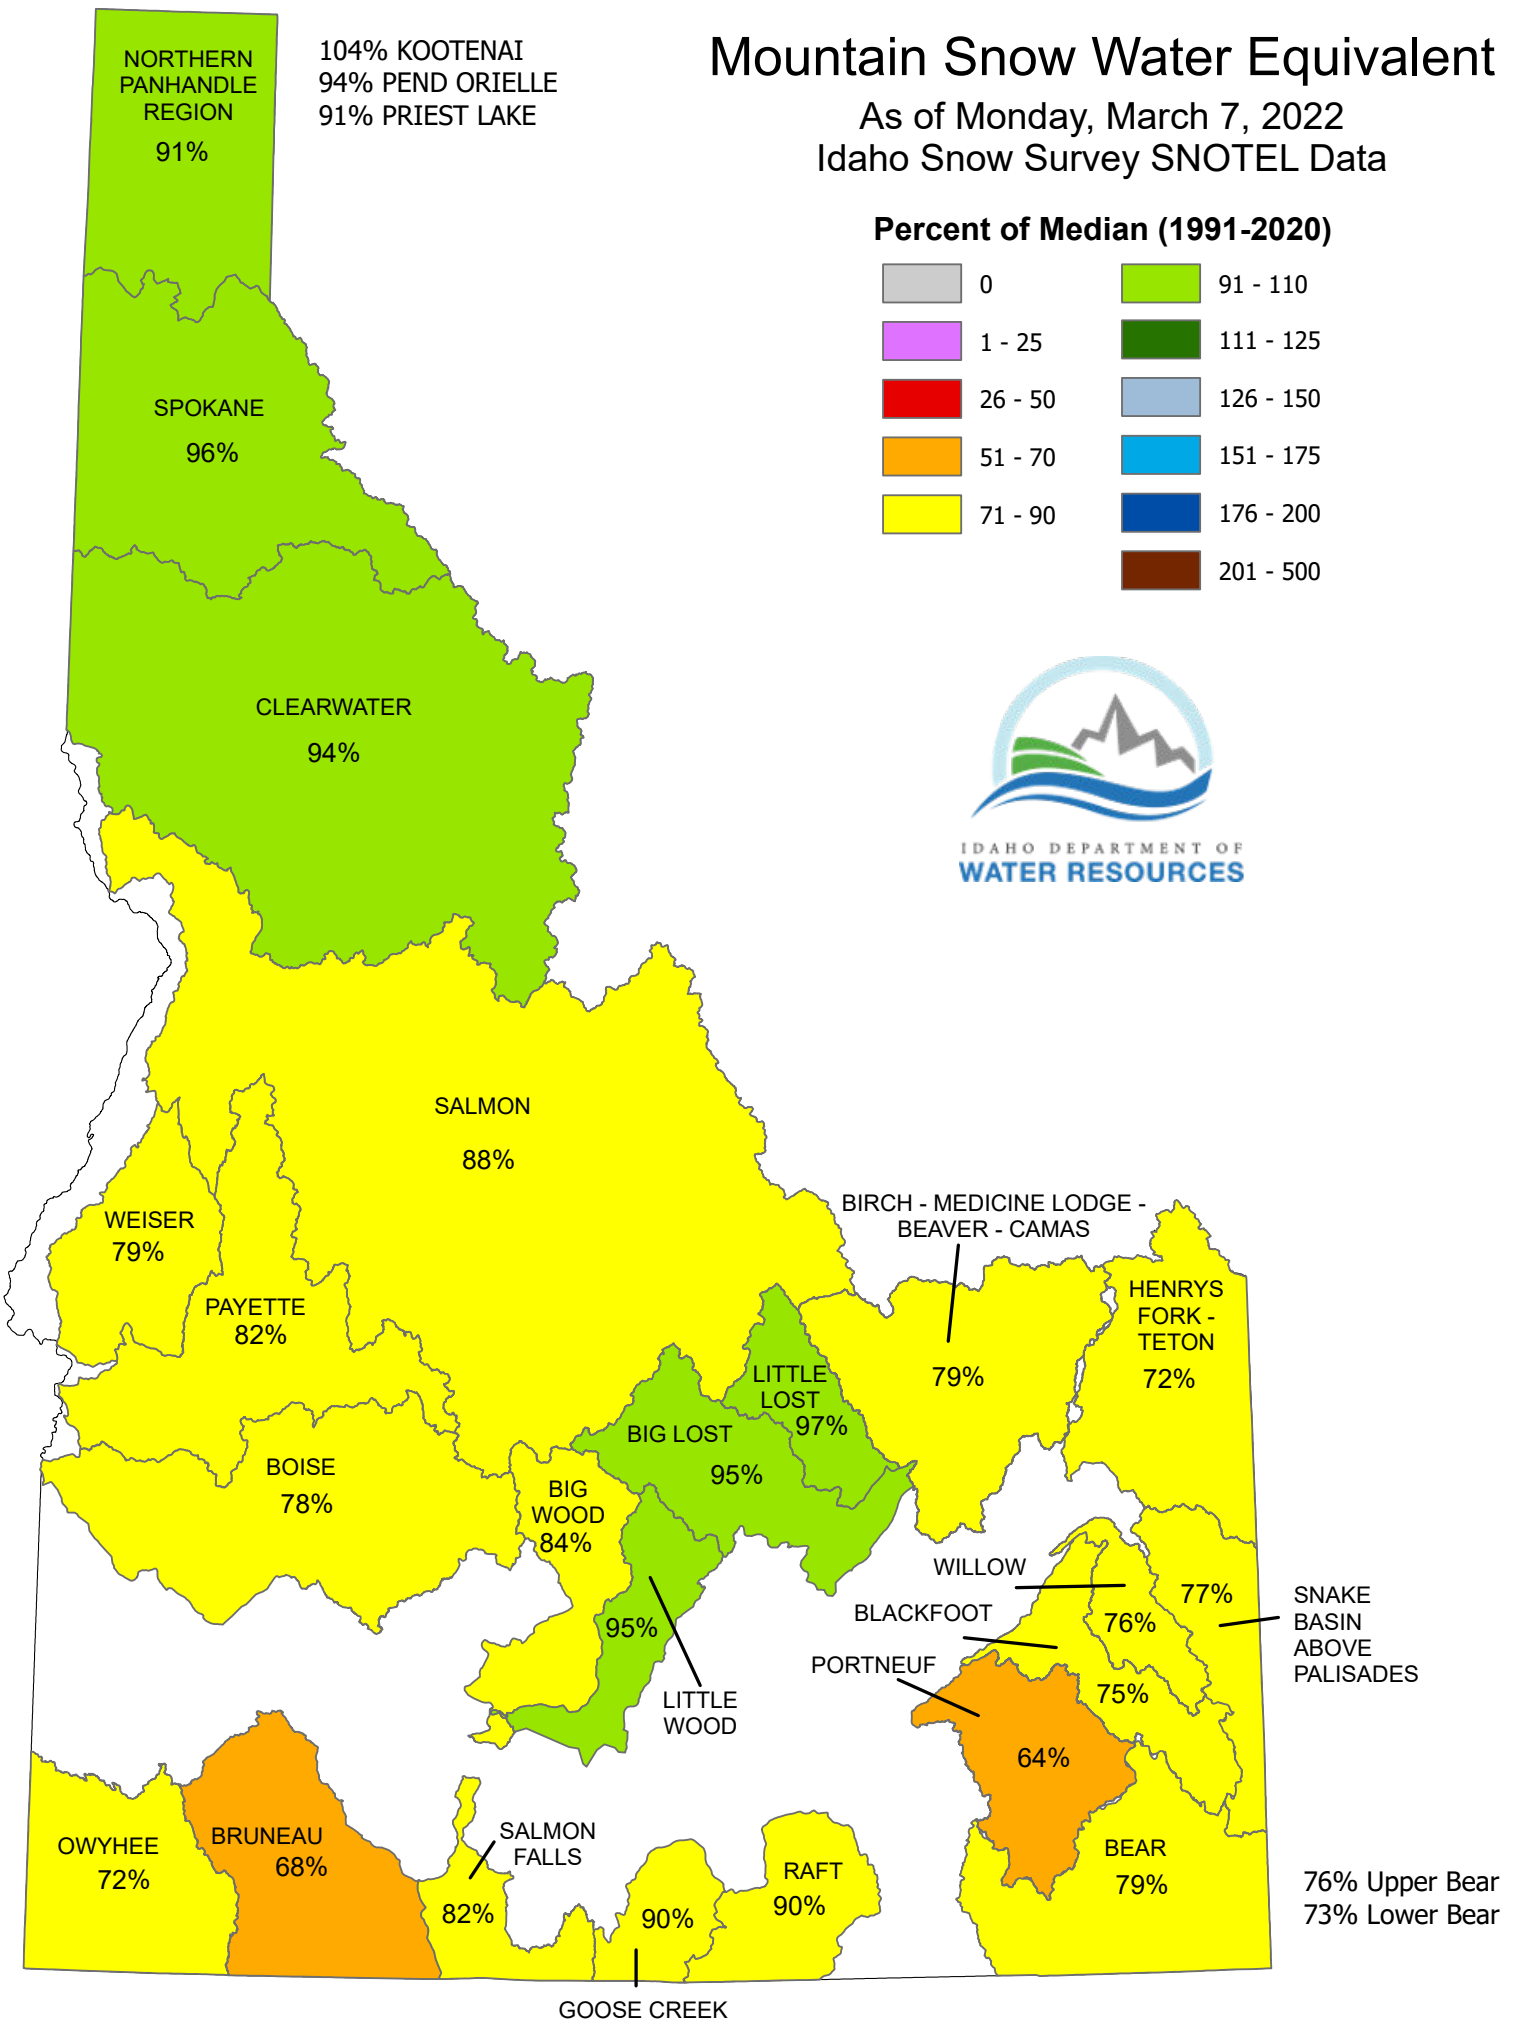 Mountain Snow Water Equivalent
As of Monday, March 7, 2022
Idaho Snow Survey SNOTEL Data
Percent of Median (1991-2020)
0
1 - 25
26 - 50
51 - 70
71 - 90
91 - 110
111 - 125
126 - 150
151 - 175
176 - 200
201 - 500
IDAHO DEPARTMENT OF
WATER RESOURCES
NORTHERN
PANHANDLE
REGION
91%
104% KOOTENAI
94% PEND ORIELLE
91% PRIEST LAKE
SPOKANE
96%
CLEARWATER
94%
SALMON
88%
WEISER
79%
PAYETTE
82%
BOISE
78%
BIG
WOOD
84%
BIG LOST
95%
LITTLE
LOST
97%
BIRCH - MEDICINE LODGE -
BEAVER - CAMAS
79%
HENRYS
FORK -
TETON
72%
95%
LITTLE
WOOD
WILLOW
76%
BLACKFOOT
75%
PORTNEUF
64%
77%
SNAKE
BASIN
ABOVE
PALISADES
OWYHEE
72%
BRUNEAU
68%
SALMON
FALLS
82%
90%
GOOSE CREEK
RAFT
90%
BEAR
79%
76% Upper Bear
73% Lower Bear